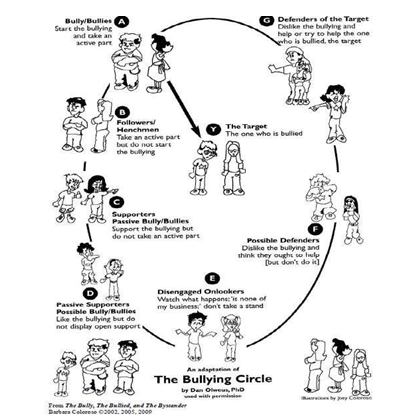 Bully/Bullies
A
Start the bullying
and take an
active part
G
Defenders of the Target
Dislike the bullying and
help or try to help the one
who is bullied, the target
B
Followers/
Henchmen
Take an active part
but do not start
the bullying
Y
The Target
The one who is bullied
C
Supporters
Passive Bully/Bullies
Support the bullying but
do not take an active part
F
Possible Defenders
Dislike the bullying and
think they ought to help
[but don't do it]
D
Passive Supporters
Possible Bully/Bullies
Like the bullying but do
not display open support
E
Disengaged Onlookers
Watch what happens; 'is none of
my business;' don't take a stand
An adaptation of
The Bullying Circle
by Dan Olweus, PhD
used with permission
Illustrations by Joey Coloroso
From The Bully, The Bullied, and The Bystander
Barbara Coloroso ©2002, 2005, 2009